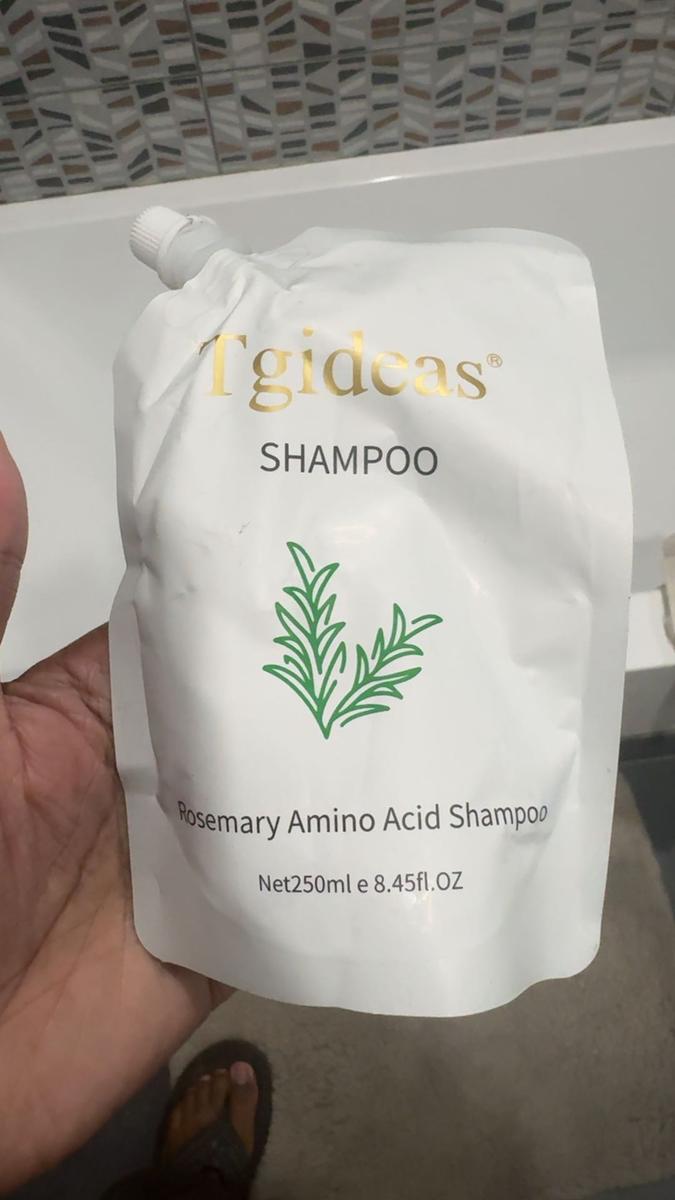 Tgideas®
SHAMPOO
Rosemary Amino Acid Shampoo
Net250ml e 8.45fl.OZ